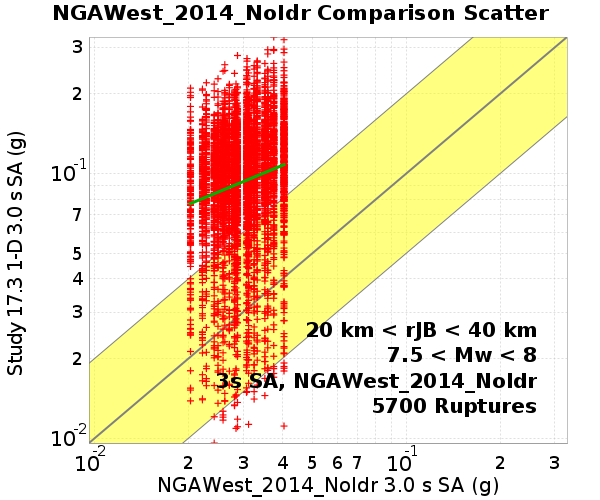 NGAWest_2014_NoIdr Comparison Scatter
3
2
10-1
7
5
4
3
2
10-2
Study 17.3 1-D 3.0 s SA (g)
20 km < rJB < 40 km
7.5 < Mw < 8
3s SA, NGAWest_2014_NoIdr
5700 Ruptures
10-2 2 3 4 5 6 7 10-1 2 3
NGAWest_2014_NoIdr 3.0 s SA (g)